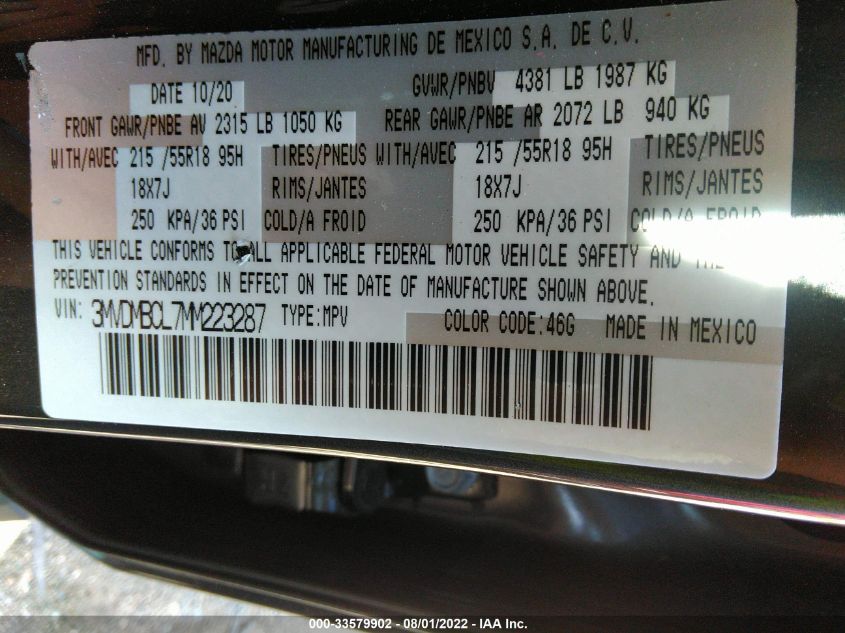 MFD. BY MAZDA MOTOR MANUFACTURING DE MEXICO S.A. DE C.V.
DATE 10/20 GVWR/PNBV 4381 LB 1987 KG
FRONT GAWR/PNBE AV 2315 LB 1050 KG REAR GAWR/PNBE AR 2072 LB 940 KG
WITH/AVEC 215 /55R18 95H TIRES/PNEUS WITH/AVEC 215 /55R18 95H TIRES/PNEUS
18X7J RIMS/JANTES 18X7J RIMS/JANTES
250 KPA/36 PSI COLD/A FROID 250 KPA/36 PSI COLD/A FROID
THIS VEHICLE CONFORMS TO ALL APPLICABLE FEDERAL MOTOR VEHICLE SAFETY AND THE
PREVENTION STANDARDS IN EFFECT ON THE DATE OF MANUFACTURE SHOWN ABOVE.
VIN: 3MVDMBCL7MM223287 TYPE:MPV COLOR CODE:46G MADE IN MEXICO
000-33579902 - 08/01/2022 - IAA Inc.